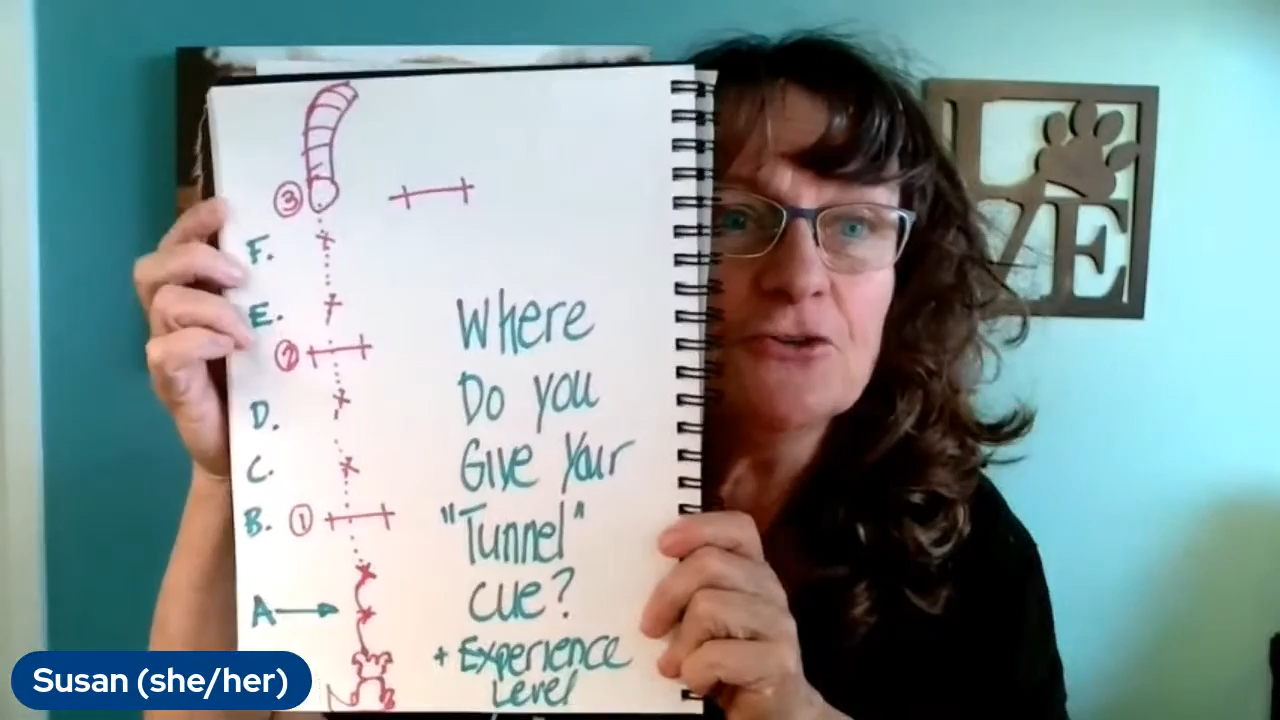 ③
F.
E.
②
D.
C.
B. ①
A
Where
Do you
Give Your
"Tunnel"
cue?
+ Experience
Level
L
VE
Susan (she/her)